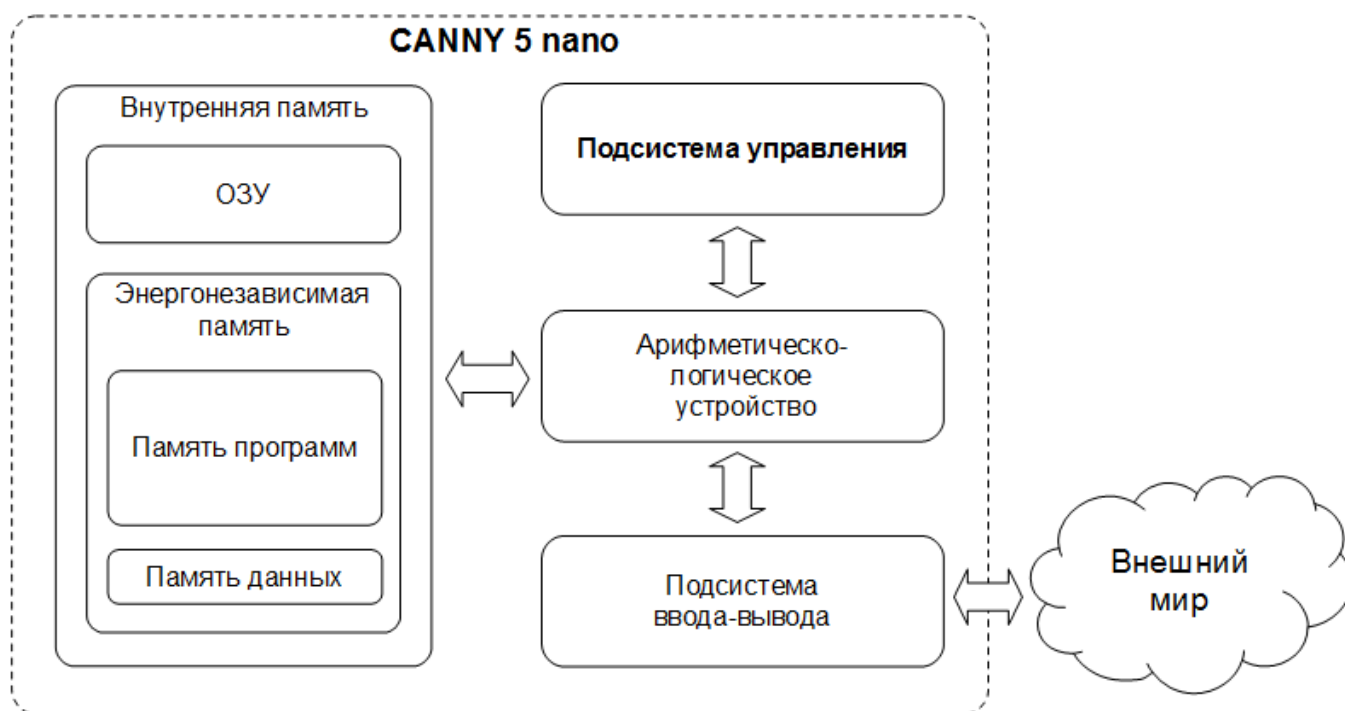 CANNY 5 nano
Внутренняя память
ОЗУ
Энергонезависимая
память
Память программ
Память данных
Подсистема управления
Арифметическо-
логическое
устройство
Подсистема
ввода-вывода
Внешний
мир